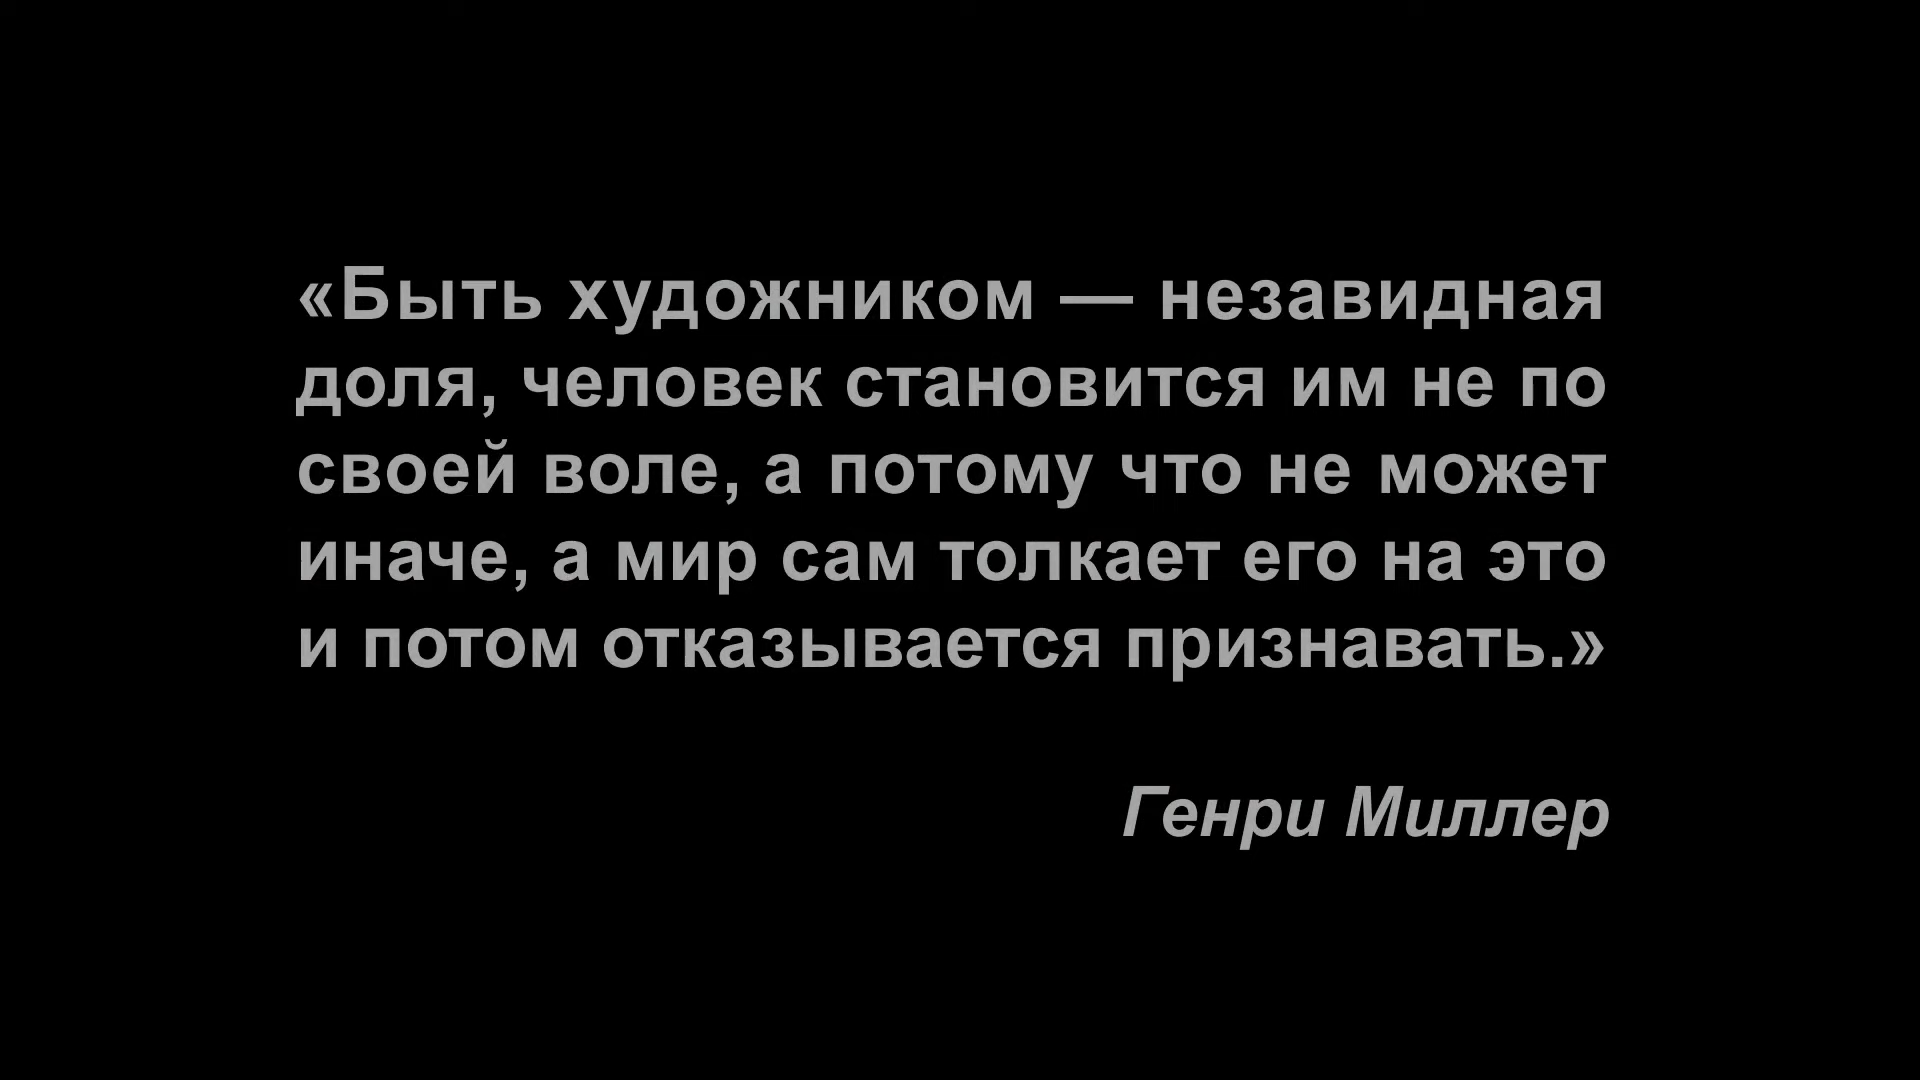 «Быть художником — незавидная
доля, человек становится им не по
своей воле, а потому что не может
иначе, а мир сам толкает его на это
и потом отказывается признавать.»
Генри Миллер